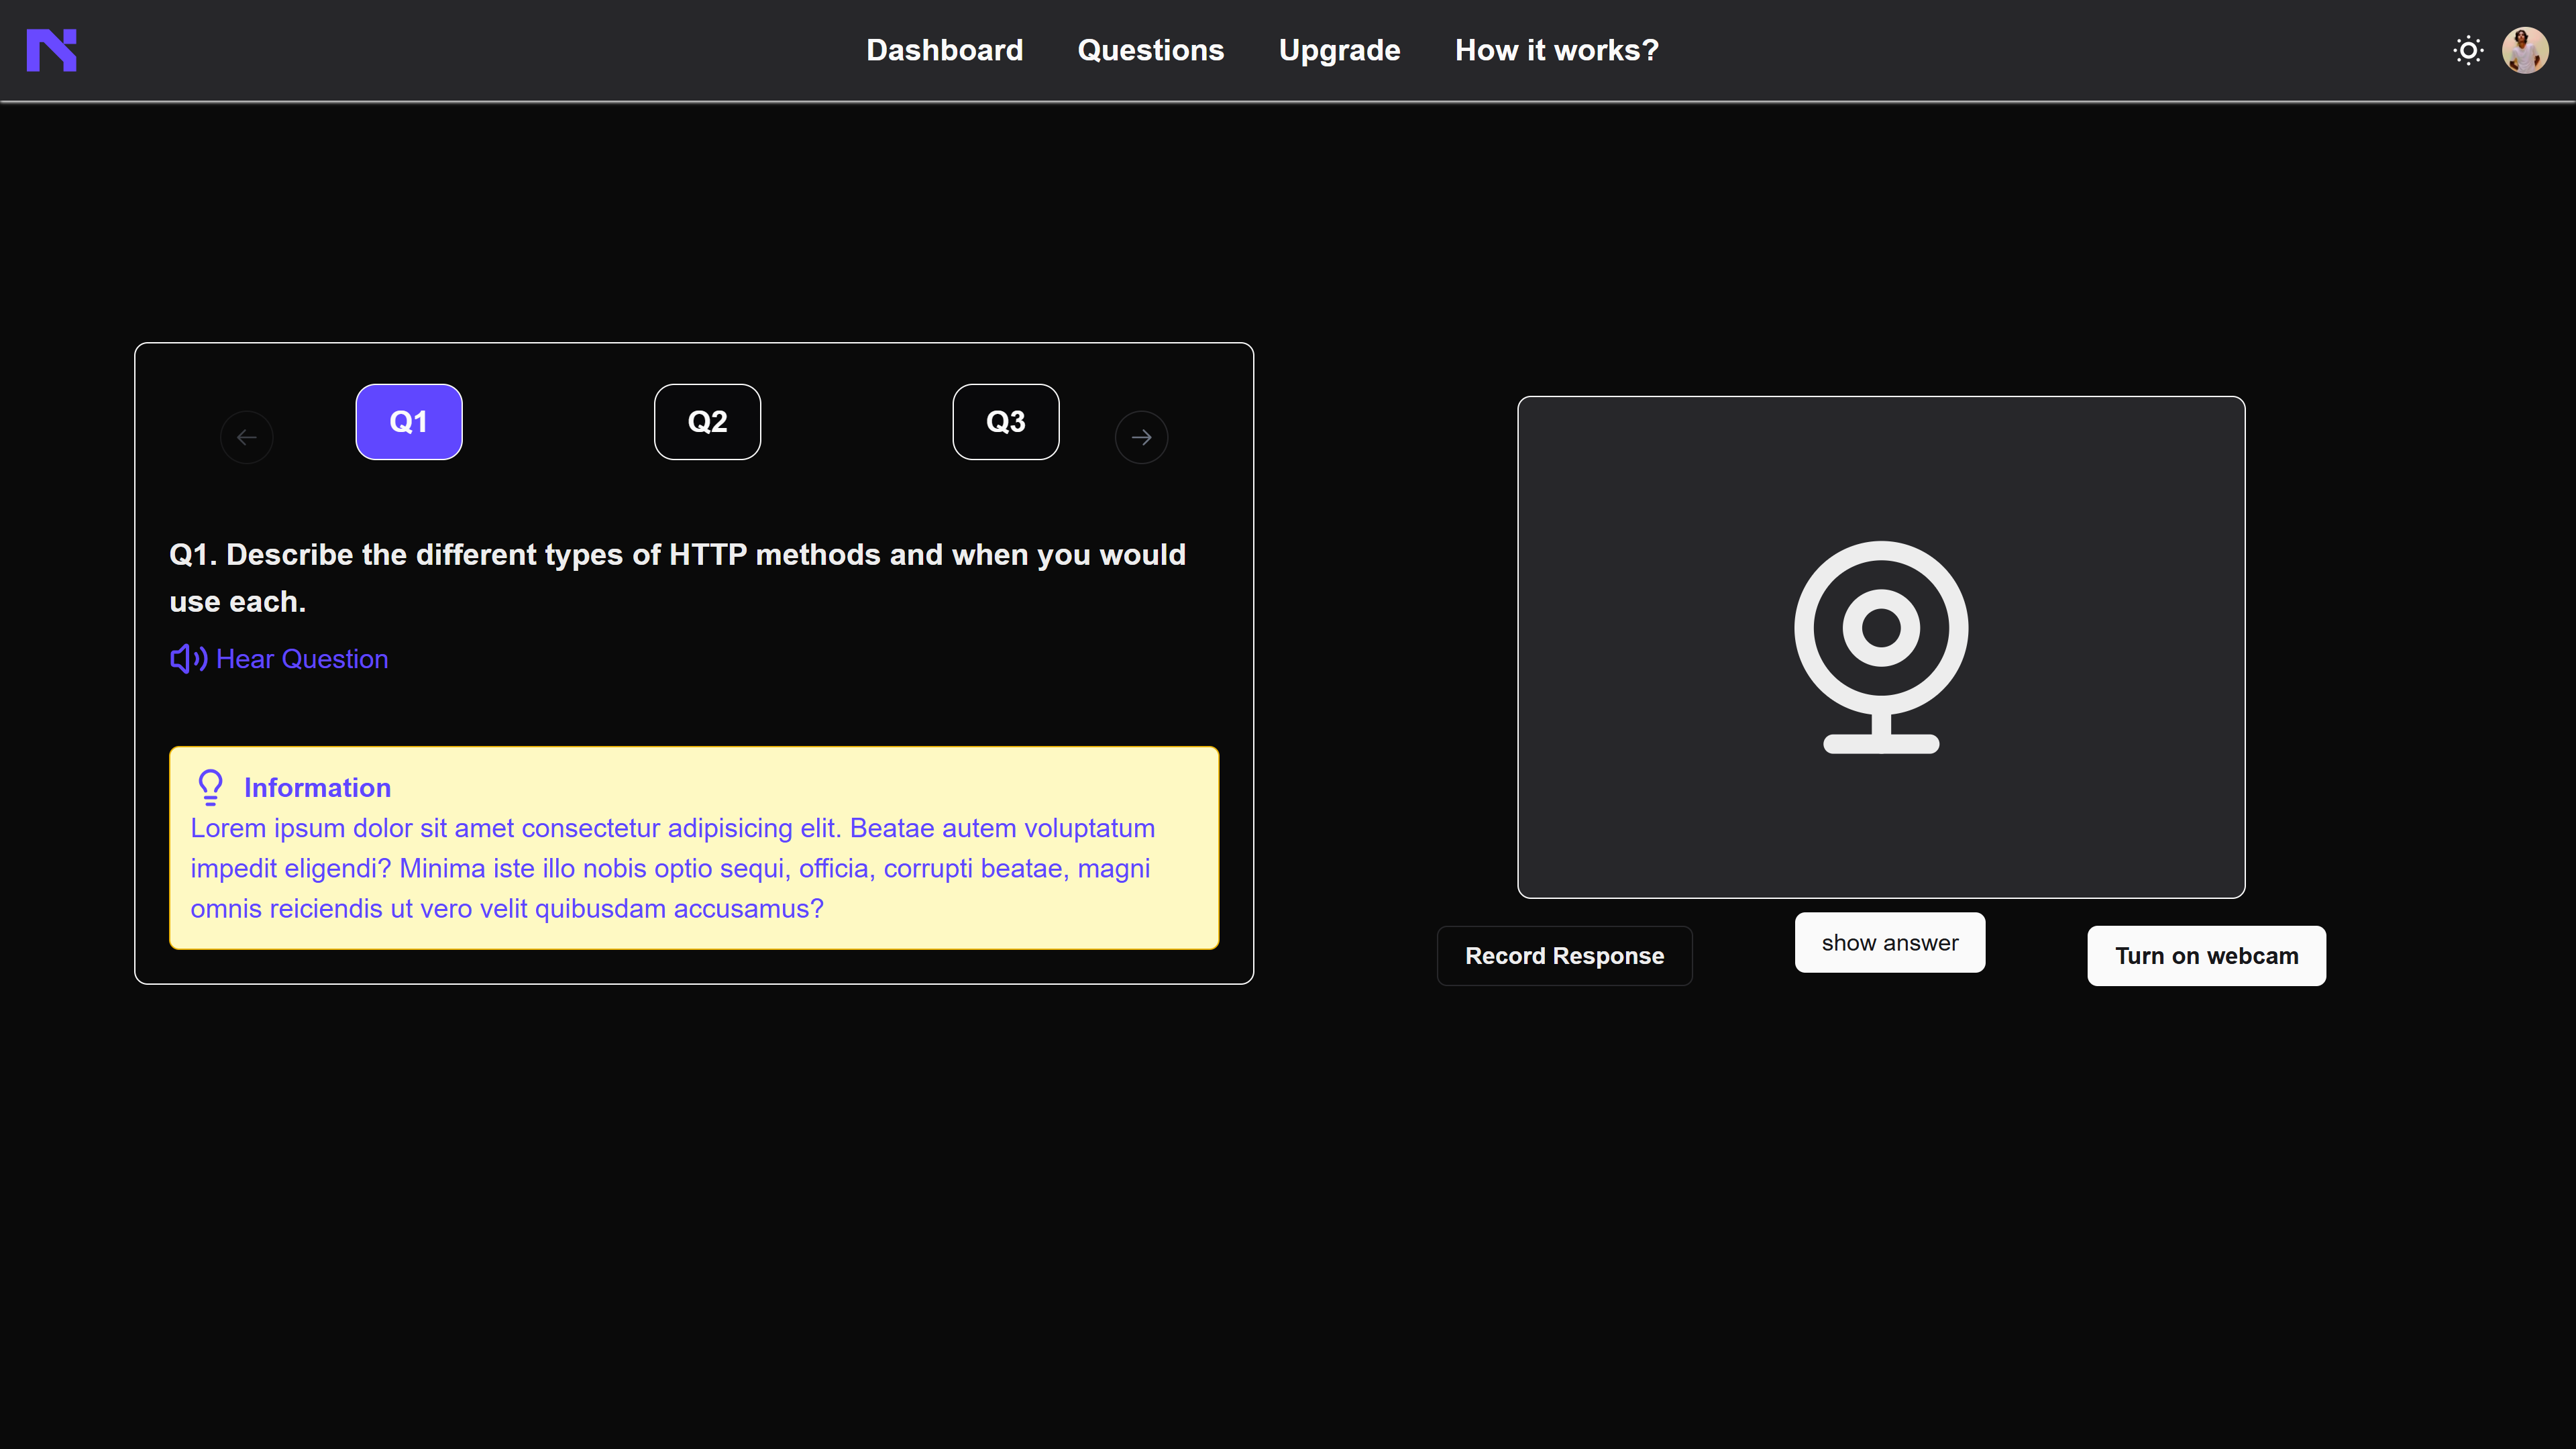 Dashboard
Questions
Upgrade
How it works?
Q1
Q2
Q3
Q1. Describe the different types of HTTP methods and when you would
use each.
Hear Question
Information
Lorem ipsum dolor sit amet consectetur adipisicing elit. Beatae autem voluptatum
impedit eligendi? Minima iste illo nobis optio sequi, officia, corrupti beatae, magni
omnis reiciendis ut vero velit quibusdam accusamus?
Record Response
show answer
Turn on webcam